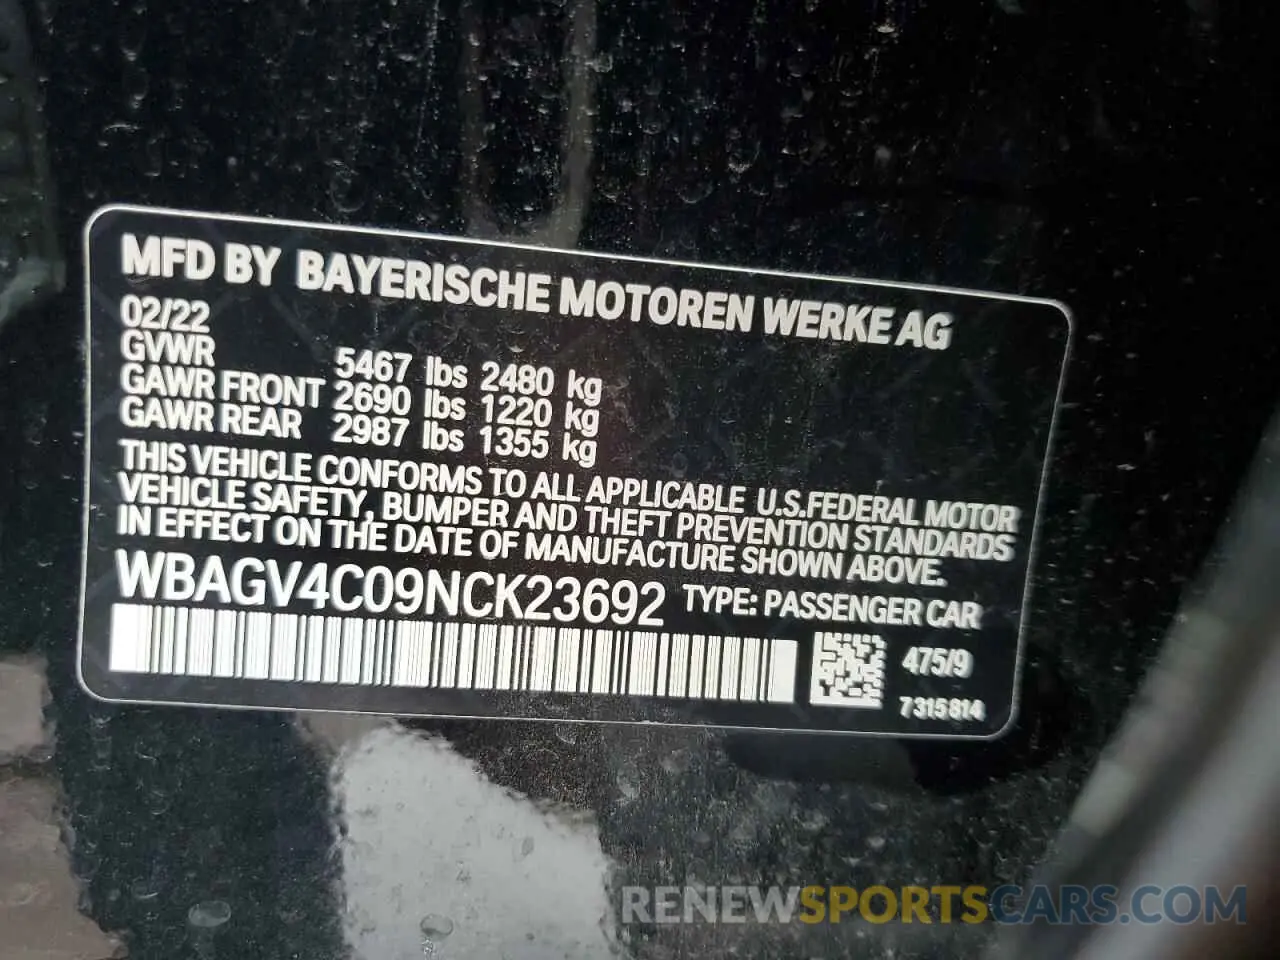 MFD BY BAYERISCHE MOTOREN WERKE AG
02/22
GVWR 5467 lbs 2480 kg
GAWR FRONT 2690 lbs 1220 kg
GAWR REAR 2987 lbs 1355 kg
THIS VEHICLE CONFORMS TO ALL APPLICABLE U.S.FEDERAL MOTOR
VEHICLE SAFETY, BUMPER AND THEFT PREVENTION STANDARDS
IN EFFECT ON THE DATE OF MANUFACTURE SHOWN ABOVE.
WBAGV4C09NCK23692 TYPE: PASSENGER CAR
475/9
7315814
RENEWSPORTSCARS.COM